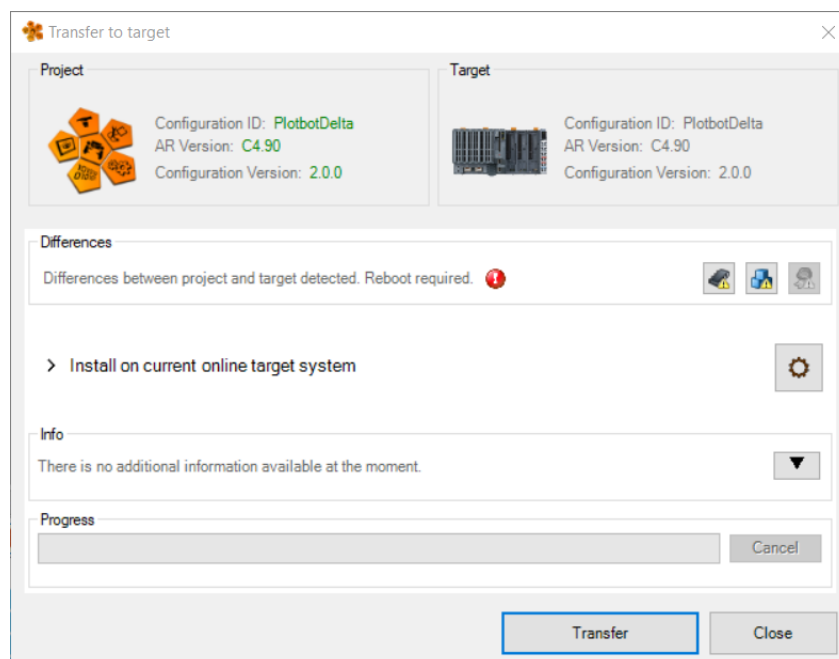 Transfer to target
Project
Configuration ID: PlotbotDelta
AR Version: C4.90
Configuration Version: 2.0.0
Target
Configuration ID: PlotbotDelta
AR Version: C4.90
Configuration Version: 2.0.0
Differences
Differences between project and target detected. Reboot required.
Install on current online target system
Info
There is no additional information available at the moment.
Progress
Cancel
Transfer
Close